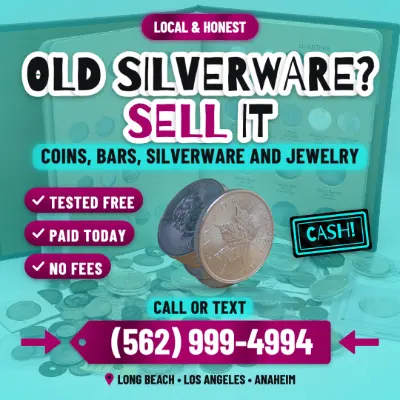 LOCAL & HONEST
OLD SILVERWARE?
SELL IT
COINS, BARS, SILVERWARE AND JEWELRY
TESTED FREE
PAID TODAY
NO FEES
CASH!
CALL OR TEXT
(562) 999-4994
LONG BEACH • LOS ANGELES • ANAHEIM